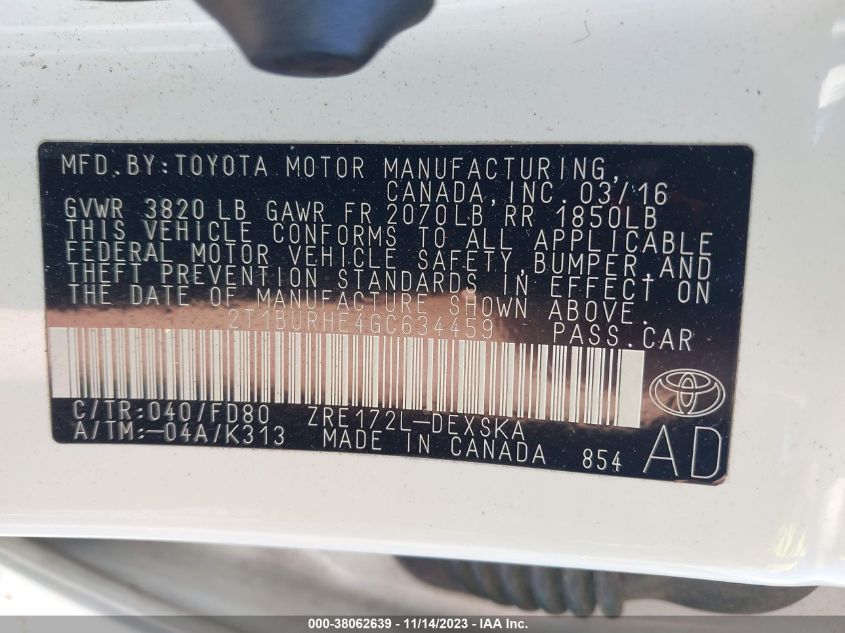 MFD. BY: TOYOTA MOTOR MANUFACTURING,
CANADA, INC. 03/16
GVWR 3820 LB GAWR FR 2070LB RR 1850LB
THIS VEHICLE CONFORMS TO ALL APPLICABLE
FEDERAL MOTOR VEHICLE SAFETY, BUMPER, AND
THEFT PREVENTION STANDARDS IN EFFECT ON
THE DATE OF MANUFACTURE SHOWN ABOVE.
2T1BURHE4GC634459 PASS. CAR
C/TR: 040/FD80 ZRE172L-DEXSKA
A/TM: -04A/K313 MADE IN CANADA 854 AD
000-38062639 - 11/14/2023 - IAA Inc.